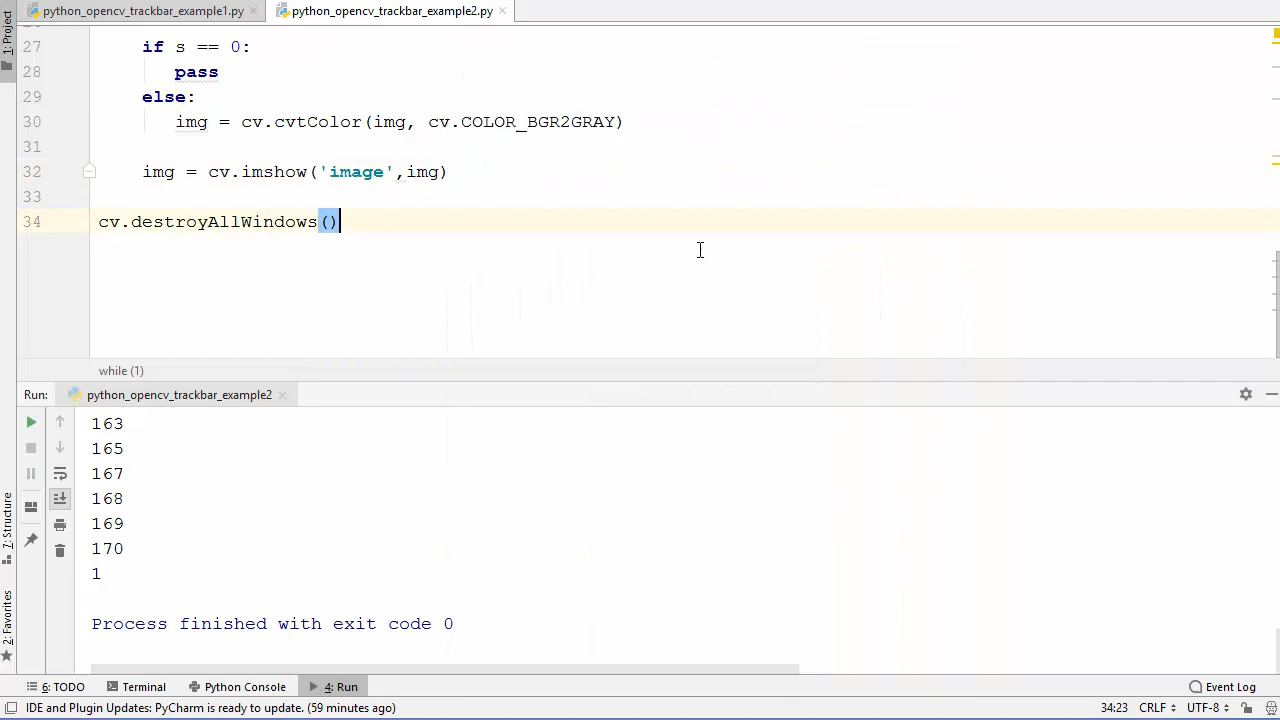 python_opencv_trackbar_example1.py
python_opencv_trackbar_example2.py
1: Project
27 if s == 0:
28 pass
29 else:
30 img = cv.cvtColor(img, cv.COLOR_BGR2GRAY)
31
32 img = cv.imshow('image',img)
33
34 cv.destroyAllWindows()
while (1)
Run: python_opencv_trackbar_example2
163
165
167
168
169
170
1
Process finished with exit code 0
7: Structure
2: Favorites
6: TODO Terminal Python Console 4: Run Event Log
IDE and Plugin Updates: PyCharm is ready to update. (59 minutes ago) 34:23 CRLF UTF-8